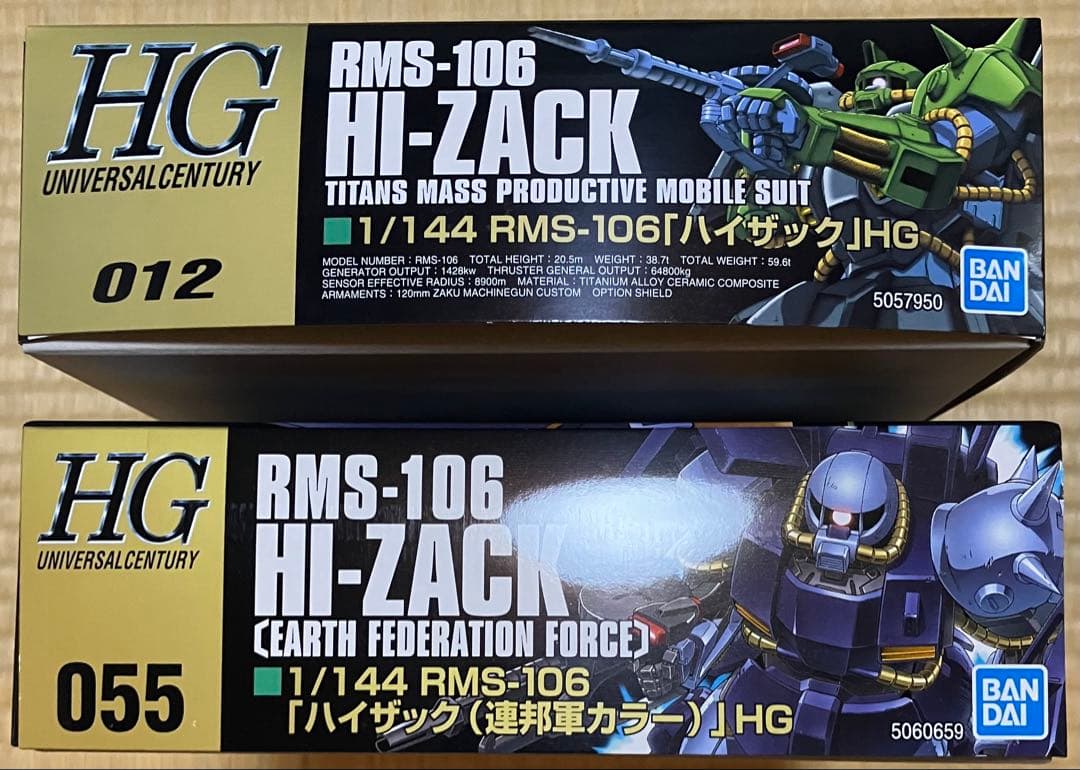 HG
UNIVERSAL CENTURY
012
RMS-106
HI-ZACK
TITANS MASS PRODUCTIVE MOBILE SUIT
1/144 RMS-106「ハイザック」HG
MODEL NUMBER：RMS-106 TOTAL HEIGHT：20.5m WEIGHT：38.7t TOTAL WEIGHT：59.6t
GENERATOR OUTPUT：1428kw THRUSTER GENERAL OUTPUT：64800kg
SENSOR EFFECTIVE RADIUS：8900m MATERIAL：TITANIUM ALLOY CERAMIC COMPOSITE
ARMAMENTS：120mm ZAKU MACHINEGUN CUSTOM OPTION SHIELD
5057950
BAN
DAI
HG
UNIVERSAL CENTURY
055
RMS-106
HI-ZACK
〔EARTH FEDERATION FORCE〕
1/144 RMS-106
「ハイザック（連邦軍カラー）」HG
5060659
BAN
DAI